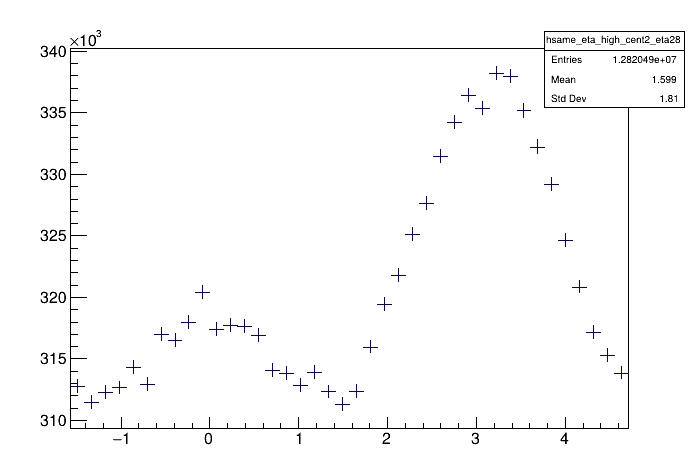 ×10³
hsame_eta_high_cent2_eta28
Entries 1.282049e+07
Mean 1.599
Std Dev 1.81
340
335
330
325
320
315
310
−1 0 1 2 3 4